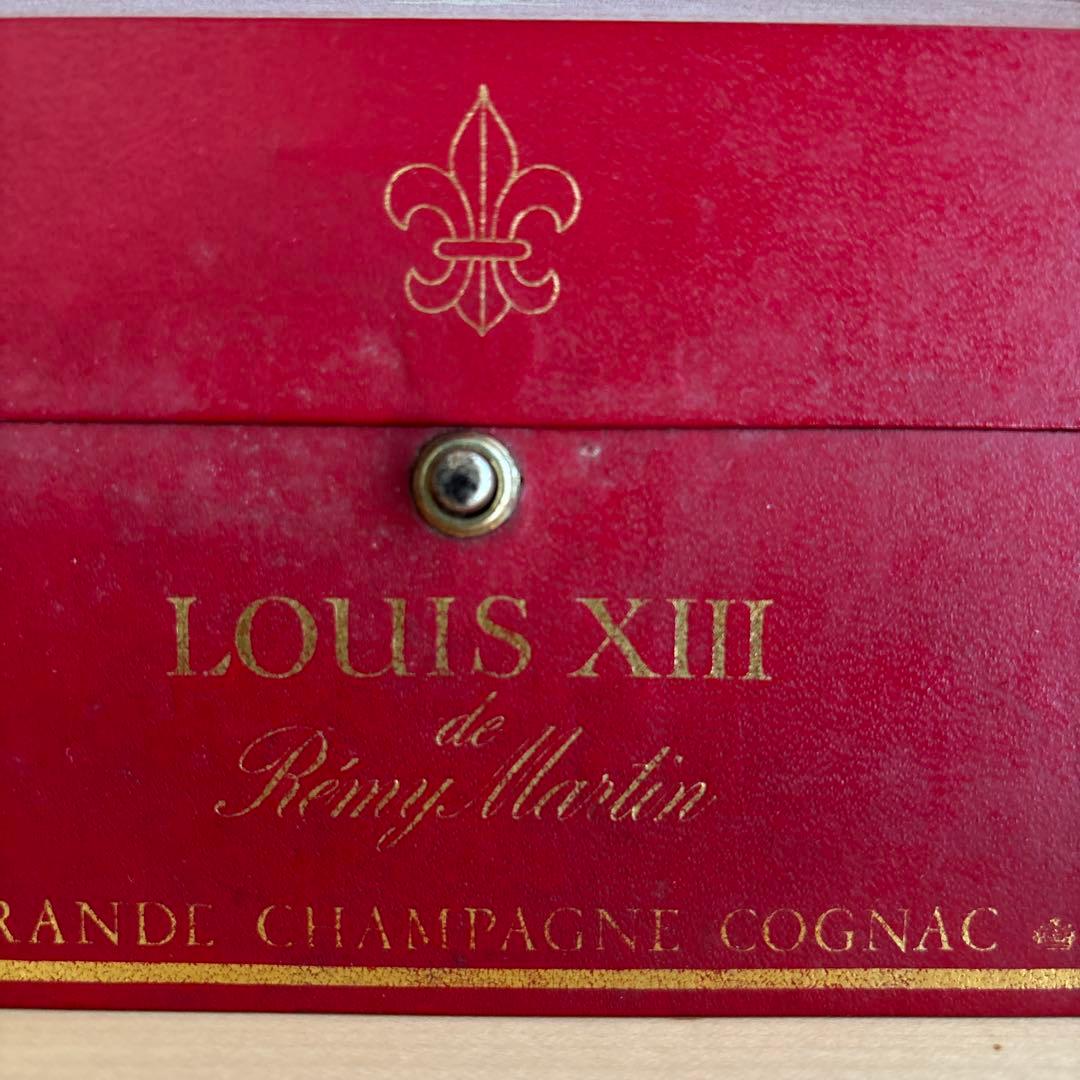 LOUIS XIII
de
Rémy Martin
RANDE CHAMPAGNE COGNAC